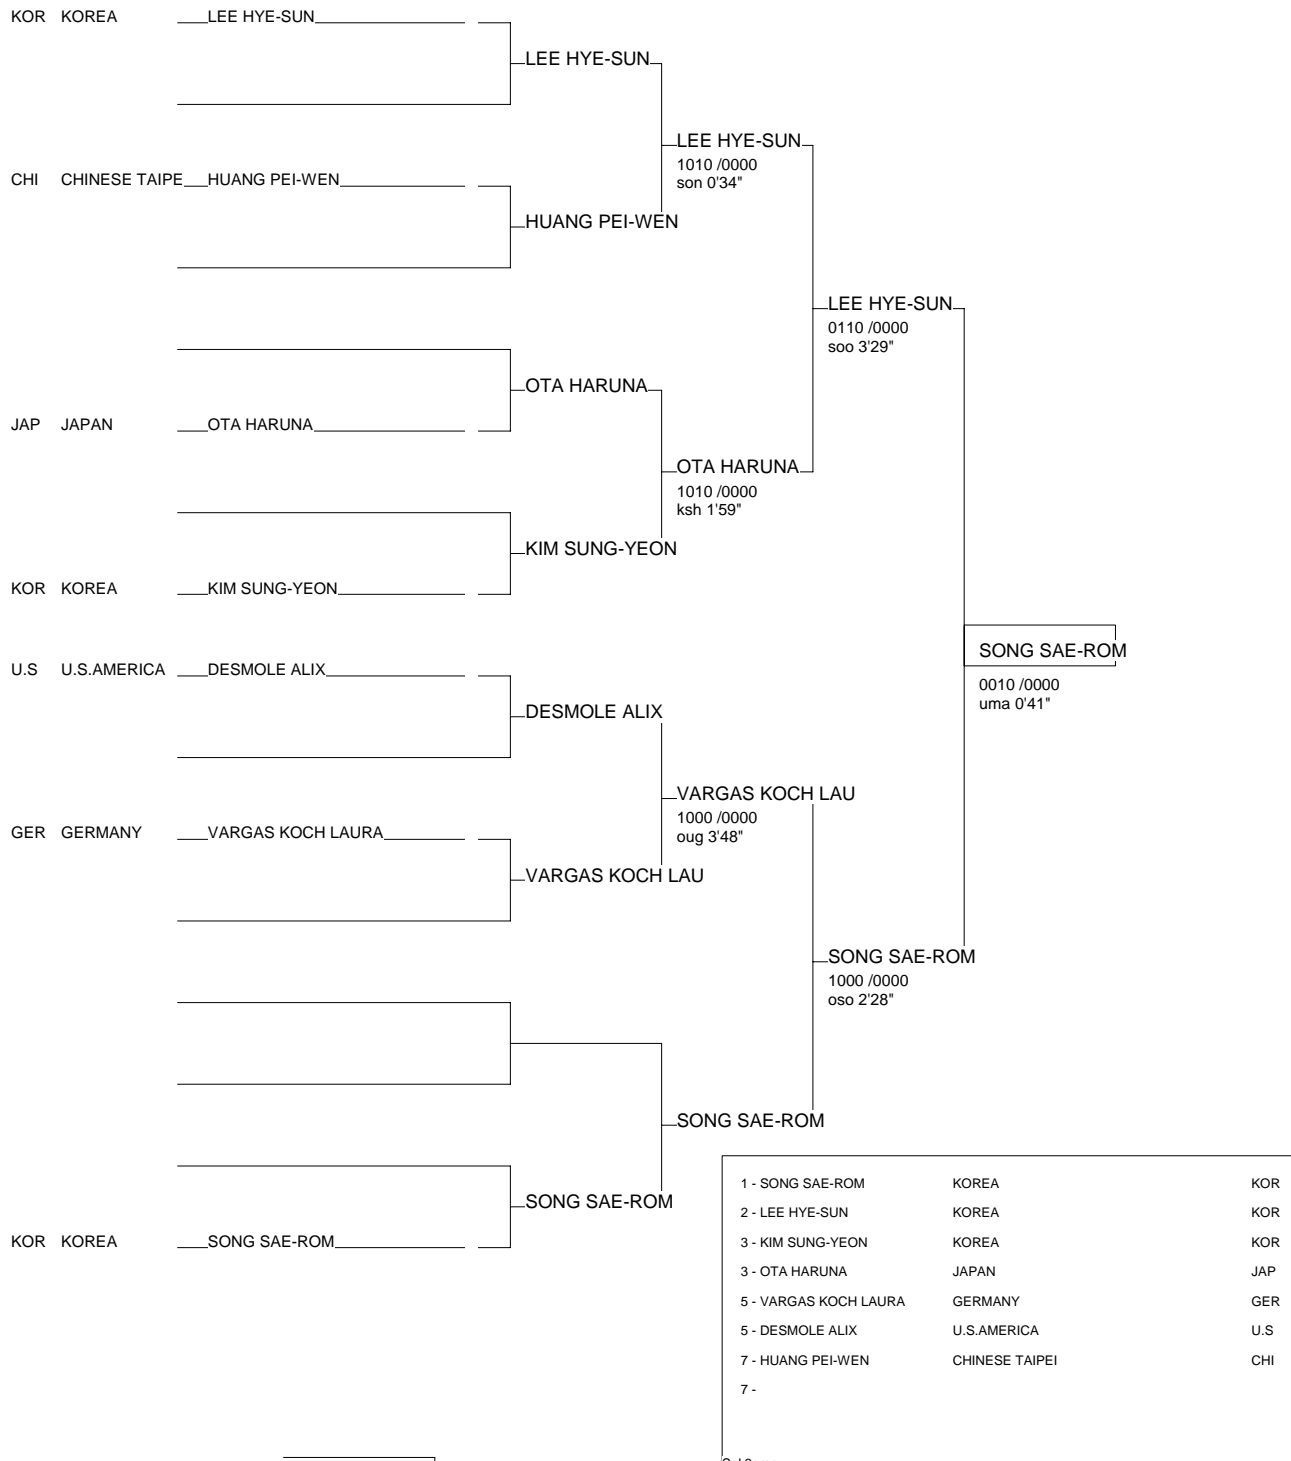 KOR KOREA LEE HYE-SUN
LEE HYE-SUN
LEE HYE-SUN
1010 /0000
son 0'34"
CHI CHINESE TAIPE HUANG PEI-WEN
HUANG PEI-WEN
LEE HYE-SUN
0110 /0000
soo 3'29"
OTA HARUNA
JAP JAPAN OTA HARUNA
OTA HARUNA
1010 /0000
ksh 1'59"
KIM SUNG-YEON
KOR KOREA KIM SUNG-YEON
SONG SAE-ROM
0010 /0000
uma 0'41"
U.S U.S.AMERICA DESMOLE ALIX
DESMOLE ALIX
VARGAS KOCH LAU
1000 /0000
oug 3'48"
GER GERMANY VARGAS KOCH LAURA
VARGAS KOCH LAU
SONG SAE-ROM
1000 /0000
oso 2'28"
SONG SAE-ROM
SONG SAE-ROM
KOR KOREA SONG SAE-ROM
1 - SONG SAE-ROM KOREA KOR
2 - LEE HYE-SUN KOREA KOR
3 - KIM SUNG-YEON KOREA KOR
3 - OTA HARUNA JAPAN JAP
5 - VARGAS KOCH LAURA GERMANY GER
5 - DESMOLE ALIX U.S.AMERICA U.S
7 - HUANG PEI-WEN CHINESE TAIPEI CHI
7 -